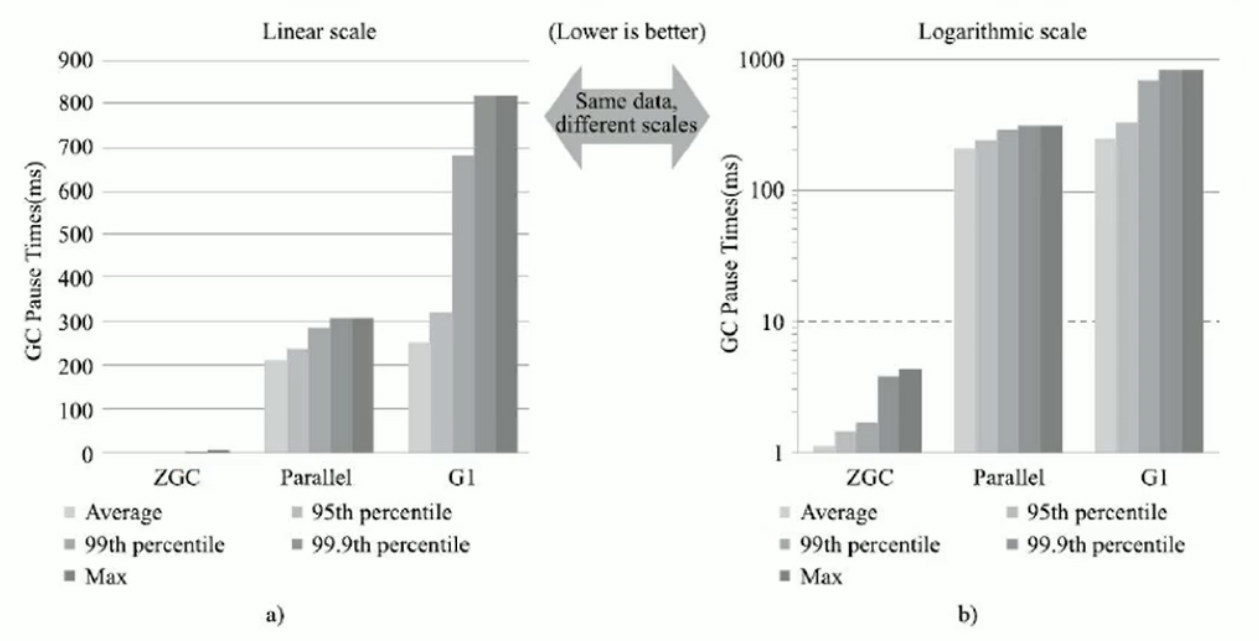 Linear scale
(Lower is better)
Logarithmic scale
Same data,
different scales
GC Pause Times(ms)
900
800
700
600
500
400
300
200
100
0
ZGC Parallel G1
Average 95th percentile
99th percentile 99.9th percentile
Max
a)
GC Pause Times(ms)
1000
100
10
1
ZGC Parallel G1
Average 95th percentile
99th percentile 99.9th percentile
Max
b)